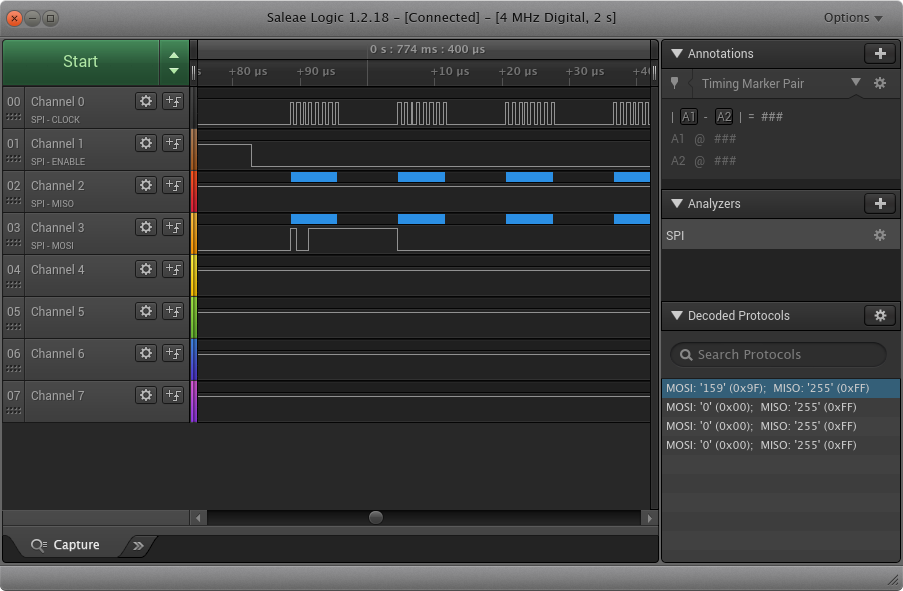 Saleae Logic 1.2.18 – [Connected] – [4 MHz Digital, 2 s]
Options
Start
0 s : 774 ms : 400 µs
s +80 µs +90 µs +10 µs +20 µs +30 µs +4
00 Channel 0
SPI - CLOCK
01 Channel 1
SPI - ENABLE
02 Channel 2
SPI - MISO
03 Channel 3
SPI - MOSI
04 Channel 4
05 Channel 5
06 Channel 6
07 Channel 7
Capture
Annotations
Timing Marker Pair
| A1 - A2 | = ###
A1 @ ###
A2 @ ###
Analyzers
SPI
Decoded Protocols
Search Protocols
MOSI: '159' (0x9F); MISO: '255' (0xFF)
MOSI: '0' (0x00); MISO: '255' (0xFF)
MOSI: '0' (0x00); MISO: '255' (0xFF)
MOSI: '0' (0x00); MISO: '255' (0xFF)